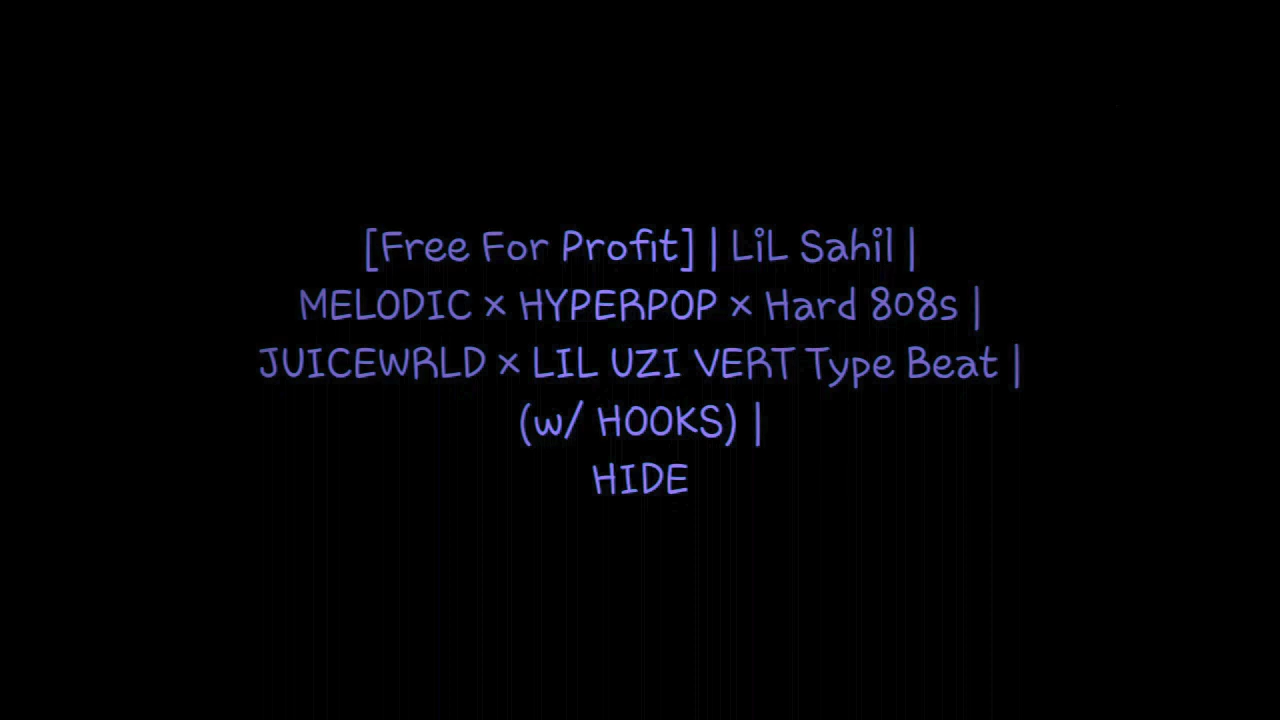 [Free For Profit] | LiL Sahil |
MELODIC x HYPERPOP x Hard 808s |
JUICEWRLD x LIL UZI VERT Type Beat |
(w/ HOOKS) |
HIDE